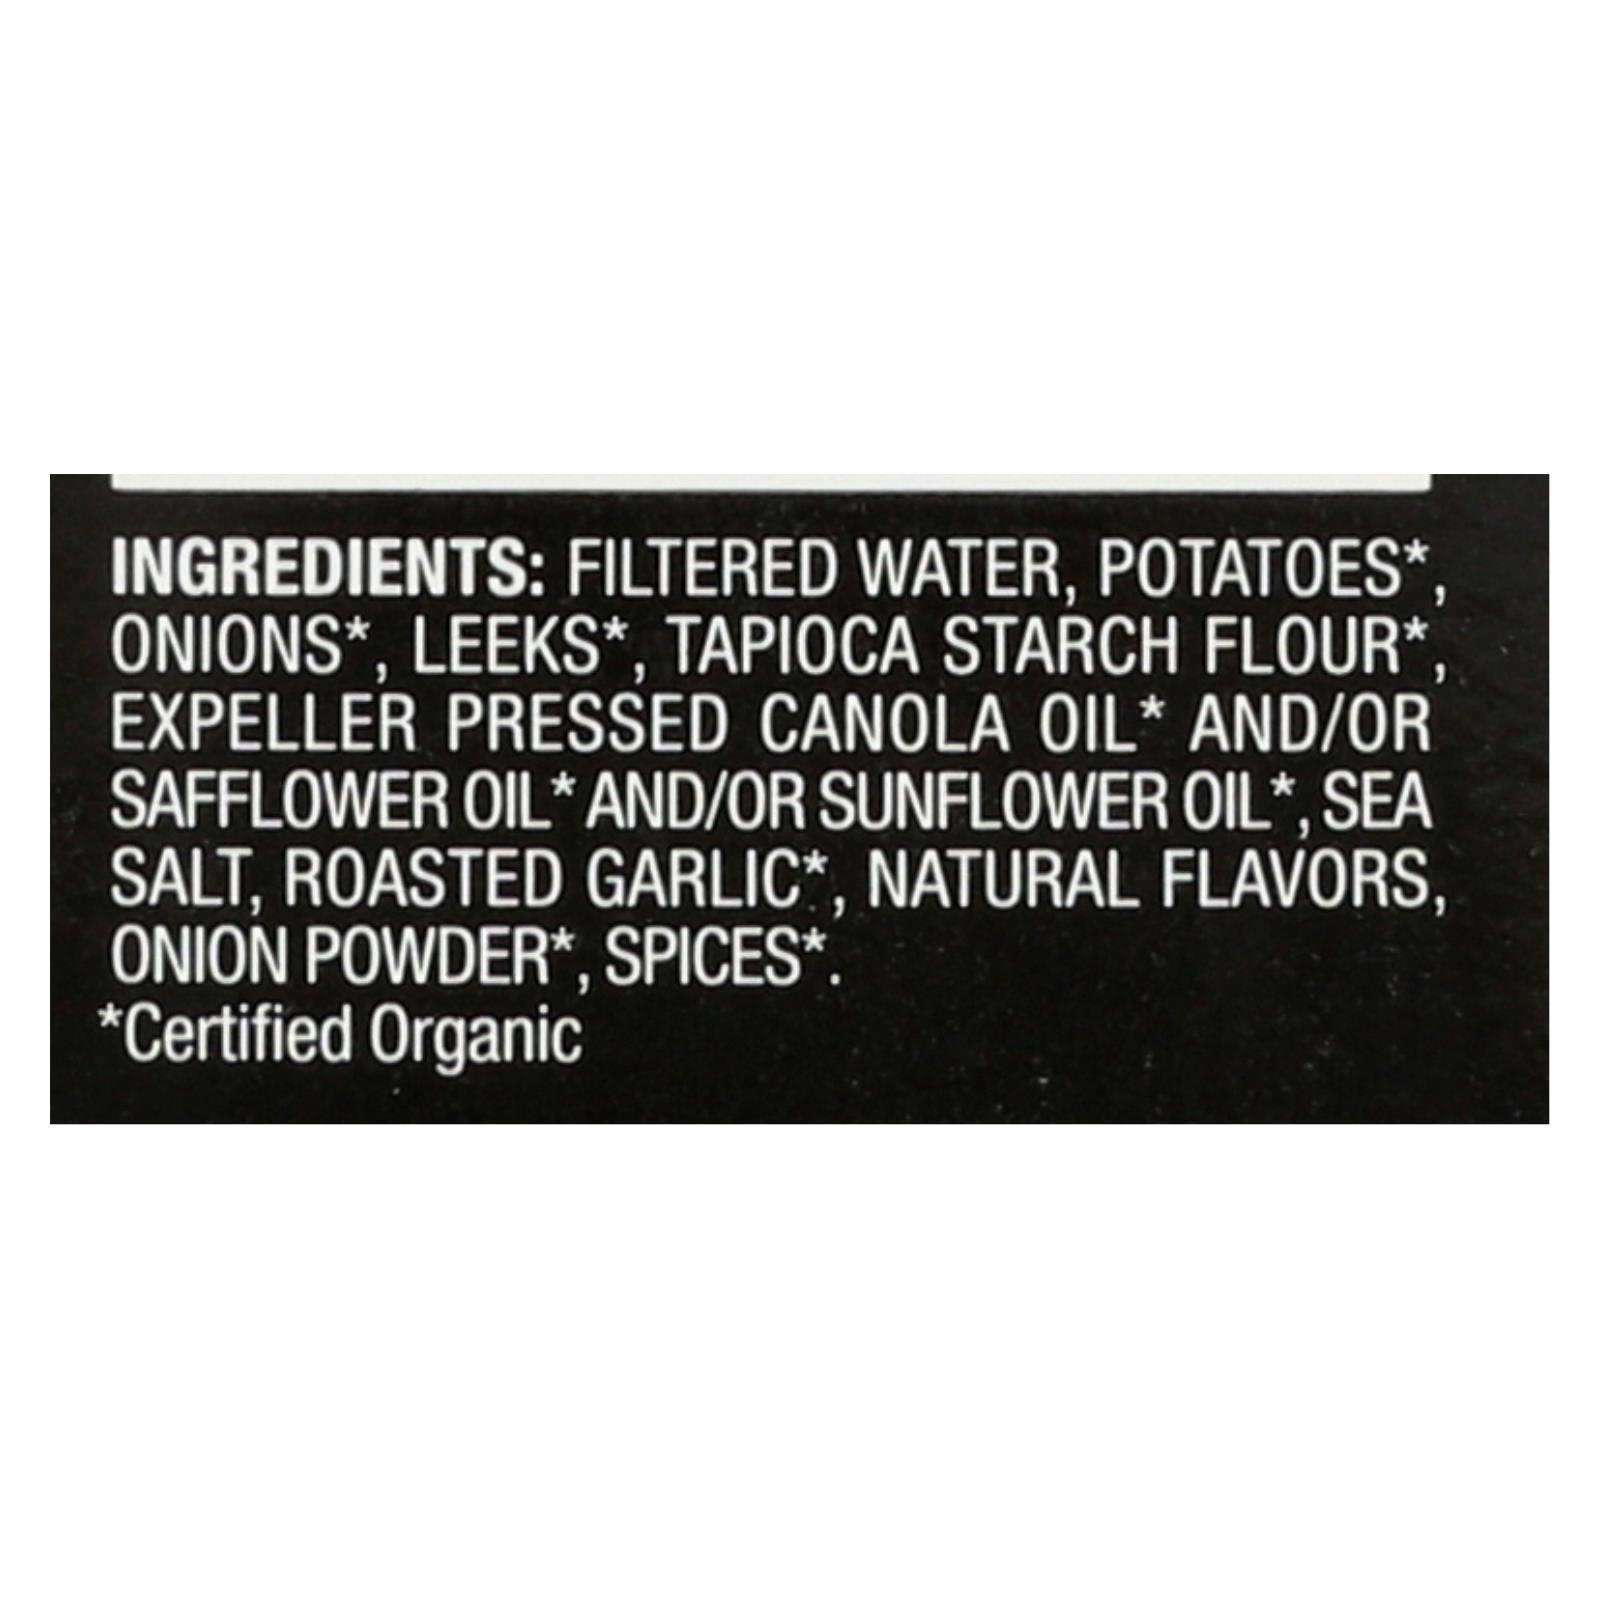 INGREDIENTS: FILTERED WATER, POTATOES*,
ONIONS*, LEEKS*, TAPIOCA STARCH FLOUR*,
EXPELLER PRESSED CANOLA OIL* AND/OR
SAFFLOWER OIL* AND/OR SUNFLOWER OIL*, SEA
SALT, ROASTED GARLIC*, NATURAL FLAVORS,
ONION POWDER*, SPICES*.
*Certified Organic